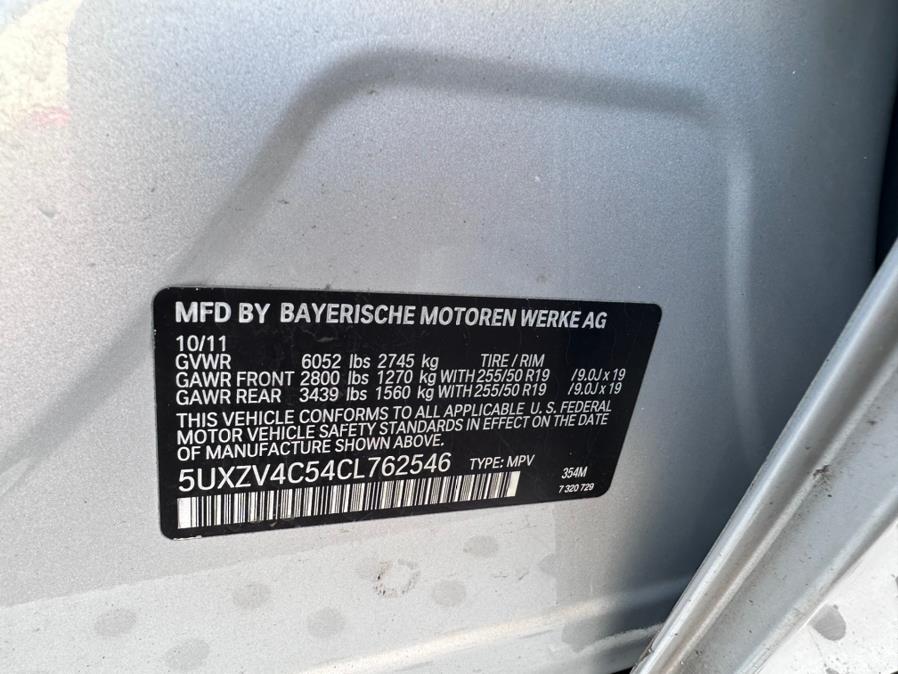 MFD BY BAYERISCHE MOTOREN WERKE AG
10/11
GVWR 6052 lbs 2745 kg TIRE / RIM
GAWR FRONT 2800 lbs 1270 kg WITH 255/50 R19 /9.0J x 19
GAWR REAR 3439 lbs 1560 kg WITH 255/50 R19 /9.0J x 19
THIS VEHICLE CONFORMS TO ALL APPLICABLE U. S. FEDERAL
MOTOR VEHICLE SAFETY STANDARDS IN EFFECT ON THE DATE
OF MANUFACTURE SHOWN ABOVE.
5UXZV4C54CL762546 TYPE: MPV 354M
7 320 729